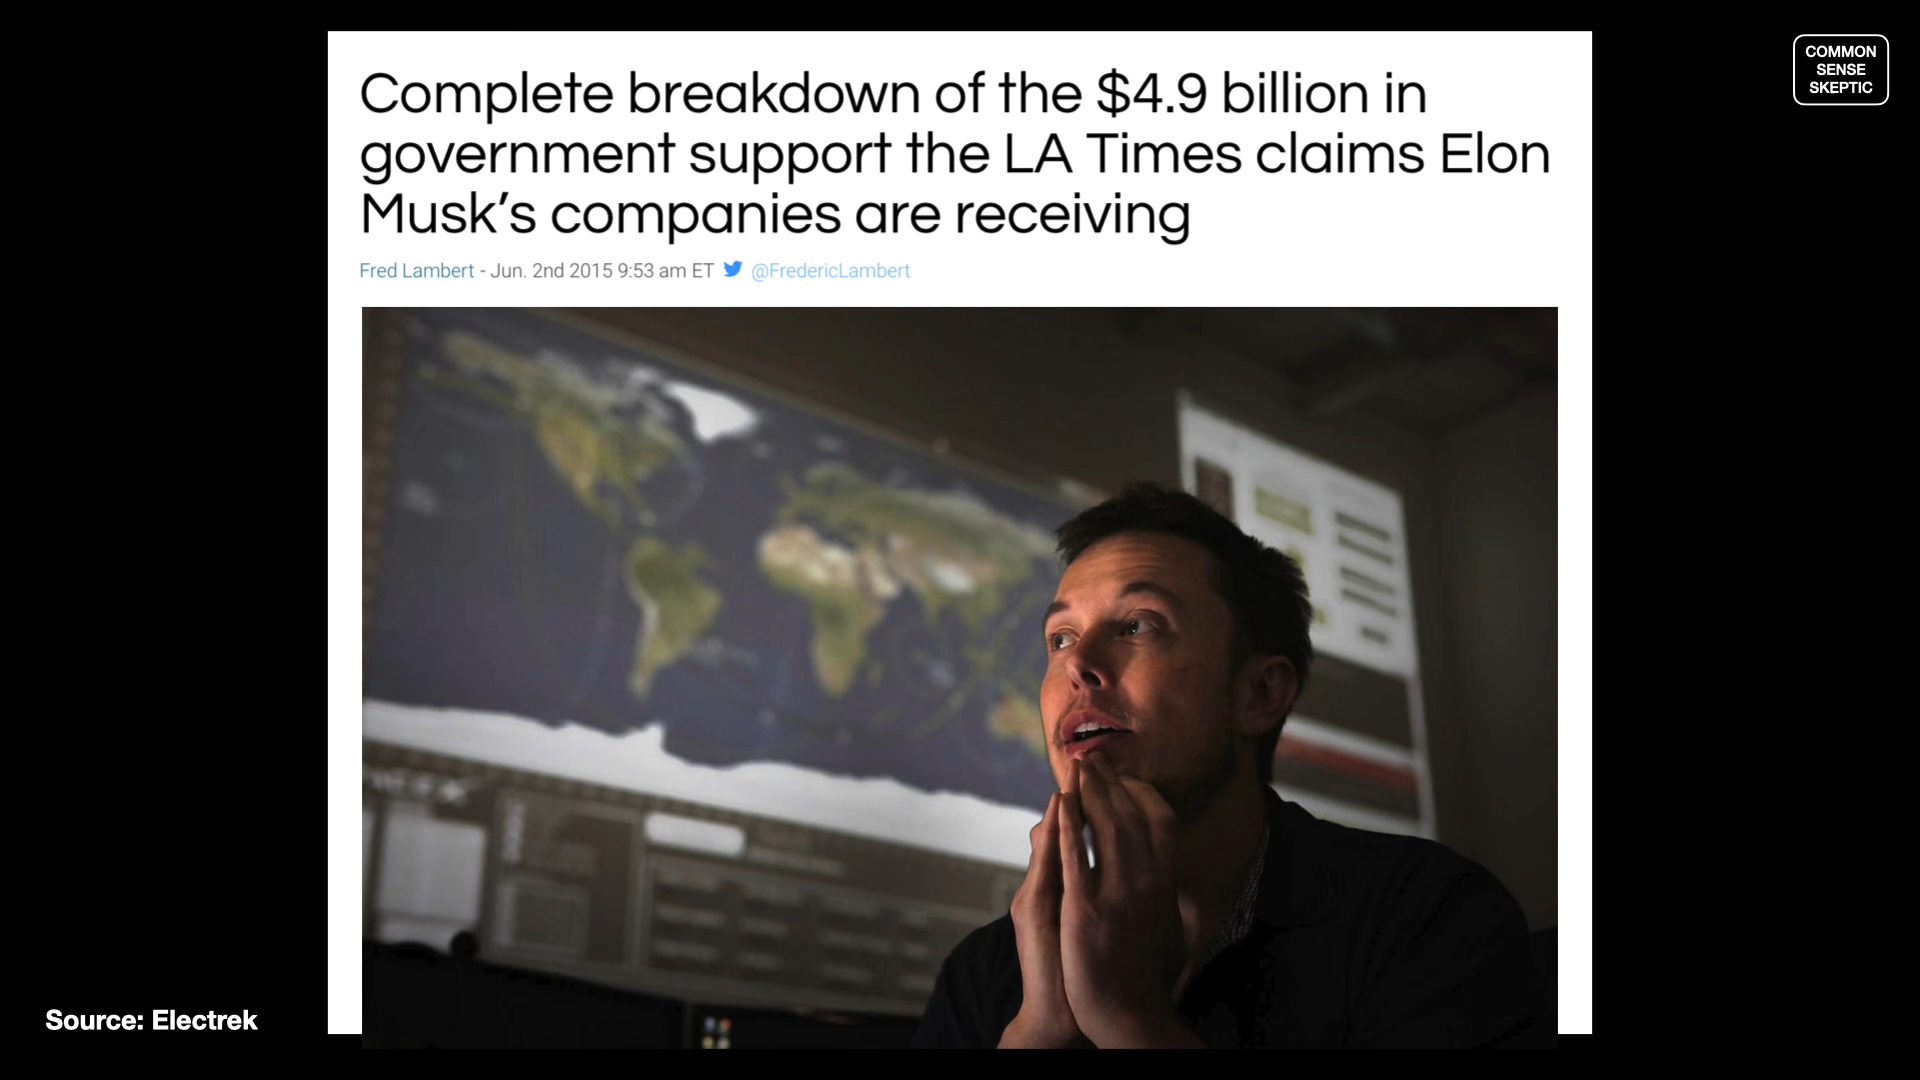 Complete breakdown of the $4.9 billion in
government support the LA Times claims Elon
Musk’s companies are receiving
Fred Lambert - Jun. 2nd 2015 9:53 am ET @FredericLambert
COMMON
SENSE
SKEPTIC
Source: Electrek